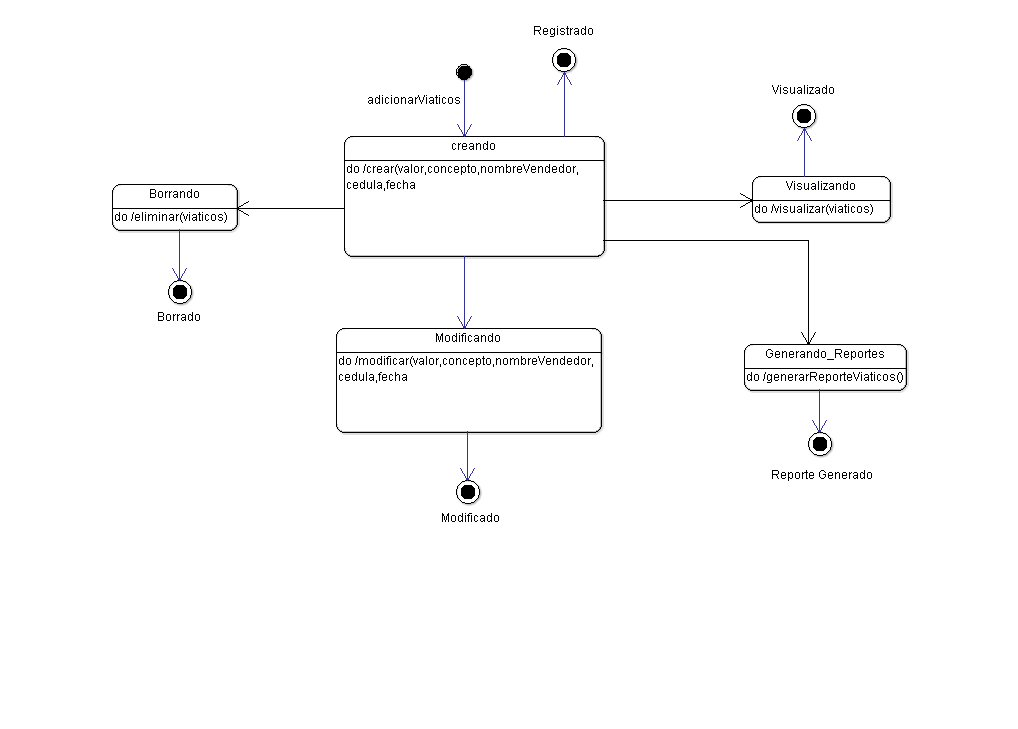 Registrado
adicionarViaticos
Visualizado
creando
do /crear(valor,concepto,nombreVendedor,
cedula,fecha
Borrando
do /eliminar(viaticos)
Visualizando
do /visualizar(viaticos)
Borrado
Modificando
do /modificar(valor,concepto,nombreVendedor,
cedula,fecha
Generando_Reportes
do /generarReporteViaticos()
Reporte Generado
Modificado